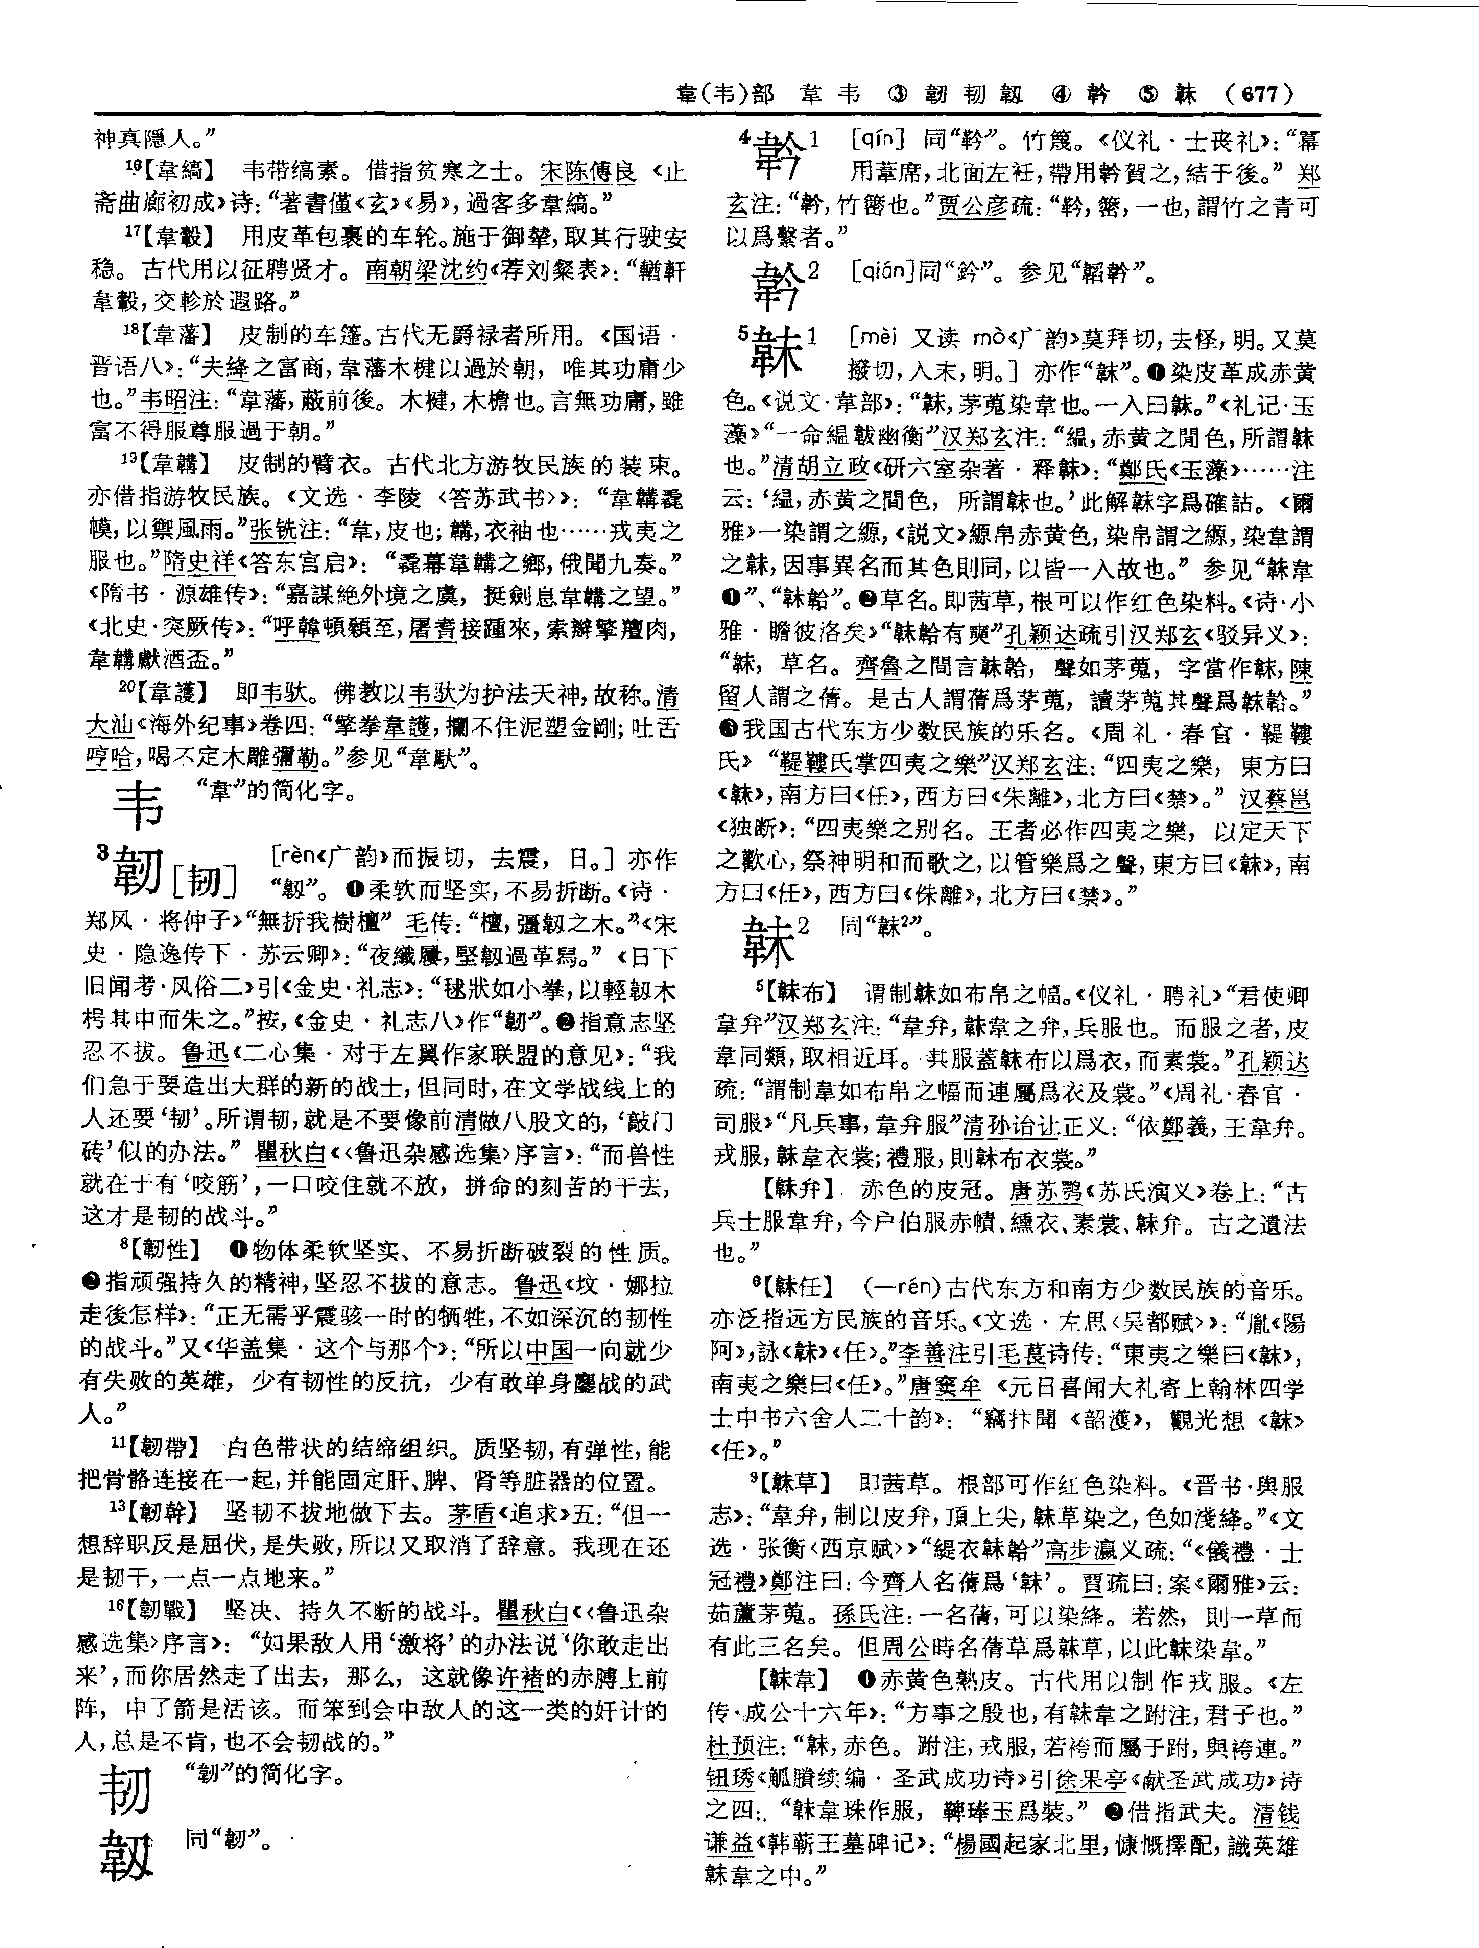 韋(韦)部　韋 韦　③ 韌 韧 韌　④ 䪩　⑤ 韎　(677)
神真隱人。”
16【韋縞】　韦带缟素。借指贫寒之士。宋陈傅良《止
斋曲廊初成》诗：“著書僅《玄》《易》，過客多韋縞。”
17【韋轂】　用皮革包裹的车轮。施于御辇，取其行驶安
稳。古代用以征聘贤才。南朝梁沈约《荐刘粲表》：“輶軒
韋轂，交軫於遐路。”
18【韋藩】　皮制的车篷。古代无爵禄者所用。《国语·
晋语八》：“夫絳之富商，韋藩木楗以過於朝，唯其功庸少
也。”韦昭注：“韋藩，蔽前後。木楗，木檐也。言無功庸，雖
富不得服尊服過于朝。”
19【韋韝】　皮制的臂衣。古代北方游牧民族的装束。
亦借指游牧民族。《文选·李陵〈答苏武书〉》：“韋韝毳
幙，以禦風雨。”张铣注：“韋，皮也；韝，衣袖也……戎夷之
服也。”隋史祥《答东宫启》：“毳幕韋韝之鄉，俄聞九奏。”
《隋书·源雄传》：“嘉謀絶外境之虞，挺劍息韋韝之望。”
《北史·突厥传》：“呼韓頓顙至，屠耆接踵來，索辮擎羶肉，
韋韝獻酒盃。”
20【韋護】　即韦驮。佛教以韦驮为护法天神，故称。清
大汕《海外纪事》卷四：“擎拳韋護，攔不住泥塑金剛；吐舌
哼哈，喝不定木雕彌勒。”参见“韋馱”。
韦　“韋”的简化字。
3韌［韧］　[rèn《广韵》而振切，去震，日。]亦作
“韌”。❶柔软而坚实，不易折断。《诗·
郑风·将仲子》“無折我樹檀”毛传：“檀，彊韌之木。”《宋
史·隐逸传下·苏云卿》：“夜織屨，堅韌過革舄。”《日下
旧闻考·风俗二》引《金史·礼志》：“毬狀如小拳，以輕韌木
枵其中而朱之。”按，《金史·礼志八》作“韌”。❷指意志坚
忍不拔。鲁迅《二心集·对于左翼作家联盟的意见》：“我
们急于要造出大群的新的战士，但同时，在文学战线上的
人还要‘韧’。所谓韧，就是不要像前清做八股文的，‘敲门
砖’似的办法。”瞿秋白《〈鲁迅杂感选集〉序言》：“而兽性
就在于有‘咬筋’，一口咬住就不放，拼命的刻苦的干去，
这才是韧的战斗。”
8【韌性】　❶物体柔软坚实、不易折断破裂的性质。
❷指顽强持久的精神，坚忍不拔的意志。鲁迅《坟·娜拉
走後怎样》：“正无需乎震骇一时的牺牲，不如深沉的韧性
的战斗。”又《华盖集·这个与那个》：“所以中国一向就少
有失败的英雄，少有韧性的反抗，少有敢单身鏖战的武
人。”
11【韌帶】　白色带状的结缔组织。质坚韧，有弹性，能
把骨骼连接在一起，并能固定肝、脾、肾等脏器的位置。
13【韌幹】　坚韧不拔地做下去。茅盾《追求》五：“但一
想辞职反是屈伏，是失败，所以又取消了辞意。我现在还
是韧干，一点一点地来。”
16【韌戰】　坚决、持久不断的战斗。瞿秋白《〈鲁迅杂
感选集〉序言》：“如果敌人用‘激将’的办法说‘你敢走出
来’，而你居然走了出去，那么，这就像许褚的赤膊上前
阵，中了箭是活该。而笨到会中敌人的这一类的奸计的
人，总是不肯，也不会韧战的。”
韧　“韌”的简化字。
韌　同“韌”。
4䪩1　[qín]同“䪩”。竹篾。《仪礼·士丧礼》：“冪
用葦席，北面左衽，帶用䪩賀之，結于後。”郑
玄注：“䪩，竹𥯤也。”贾公彦疏：“䪩，𥯤，一也，謂竹之青可
以爲繫者。”
䪩2　[qián]同“鈐”。参见“韜䪩”。
5韎1　[mèi 又读 mò《广韵》莫拜切，去怪，明。又莫
撥切，入末，明。]亦作“韎”。❶染皮革成赤黄
色。《说文·韋部》：“韎，茅蒐染韋也。一入曰韎。”《礼记·玉
藻》“一命縕韍幽衡”汉郑玄注：“縕，赤黄之間色，所謂韎
也。”清胡立政《研六室杂著·释韎》：“鄭氏《玉藻》……注
云：‘縕，赤黄之間色，所謂韎也。’此解韎字爲確詁。《爾
雅》一染謂之縓，《説文》縓帛赤黄色，染帛謂之縓，染韋謂
之韎，因事異名而其色則同，以皆一入故也。”参见“韎韋
❶”、“韎韐”。❷草名。即茜草，根可以作红色染料。《诗·小
雅·瞻彼洛矣》“韎韐有奭”孔颖达疏引汉郑玄《驳异义》：
“韎，草名。齊魯之間言韎韐，聲如茅蒐，字當作韎，陳
留人謂之蒨。是古人謂蒨爲茅蒐，讀茅蒐其聲爲韎韐。”
❸我国古代东方少数民族的乐名。《周礼·春官·鞮鞻
氏》“鞮鞻氏掌四夷之樂”汉郑玄注：“四夷之樂，東方曰
《韎》，南方曰《任》，西方曰《朱離》，北方曰《禁》。”汉蔡邕
《独断》：“四夷樂之别名。王者必作四夷之樂，以定天下
之歡心，祭神明和而歌之，以管樂爲之聲，東方曰《韎》，南
方曰《任》，西方曰《侏離》，北方曰《禁》。”
韎2　同“韎2”。
5【韎布】　谓制韎如布帛之幅。《仪礼·聘礼》“君使卿
韋弁”汉郑玄注：“韋弁，韎韋之弁，兵服也。而服之者，皮
韋同類，取相近耳。其服蓋韎布以爲衣，而素裳。”孔颖达
疏：“謂制韋如布帛之幅而連屬爲衣及裳。”《周礼·春官·
司服》“凡兵事，韋弁服”清孙诒让正义：“依鄭義，王韋弁。
戎服，韎韋衣裳；禮服，則韎布衣裳。”
【韎弁】　赤色的皮冠。唐苏鹗《苏氏演义》卷上：“古
兵士服韋弁，今户伯服赤幘、纁衣、素裳、韎弁。古之遺法
也。”
6【韎任】　(—rén)古代东方和南方少数民族的音乐。
亦泛指远方民族的音乐。《文选·左思〈吴都赋〉》：“胤《陽
阿》，詠《韎》《任》。”李善注引毛萇诗传：“東夷之樂曰《韎》，
南夷之樂曰《任》。”唐窦牟《元日喜闻大礼寄上翰林四学
士中书六舍人二十韵》：“竊抃聞《韶濩》，觀光想《韎》
《任》。”
9【韎草】　即茜草。根部可作红色染料。《晋书·舆服
志》：“韋弁，制以皮弁，頂上尖，韎草染之，色如淺絳。”《文
选·张衡〈西京赋〉》“緹衣韎韐”高步瀛义疏：“《儀禮·士
冠禮》鄭注曰：今齊人名蒨爲‘韎’。賈疏曰：案《爾雅》云：
茹藘茅蒐。孫氏注：一名蒨，可以染絳。若然，則一草而
有此三名矣。但周公時名蒨草爲韎草，以此韎染韋。”
【韎韋】　❶赤黄色熟皮。古代用以制作戎服。《左
传·成公十六年》：“方事之殷也，有韎韋之跗注，君子也。”
杜预注：“韎，赤色。跗注，戎服，若袴而屬于跗，與袴連。”
钮琇《觚賸续编·圣武成功诗》引徐果亭《献圣武成功》诗
之四：“韎韋珠作服，鞞琫玉爲裝。”❷借指武夫。清钱
谦益《韩蕲王墓碑记》：“楊國起家北里，慷慨擇配，識英雄
韎韋之中。”